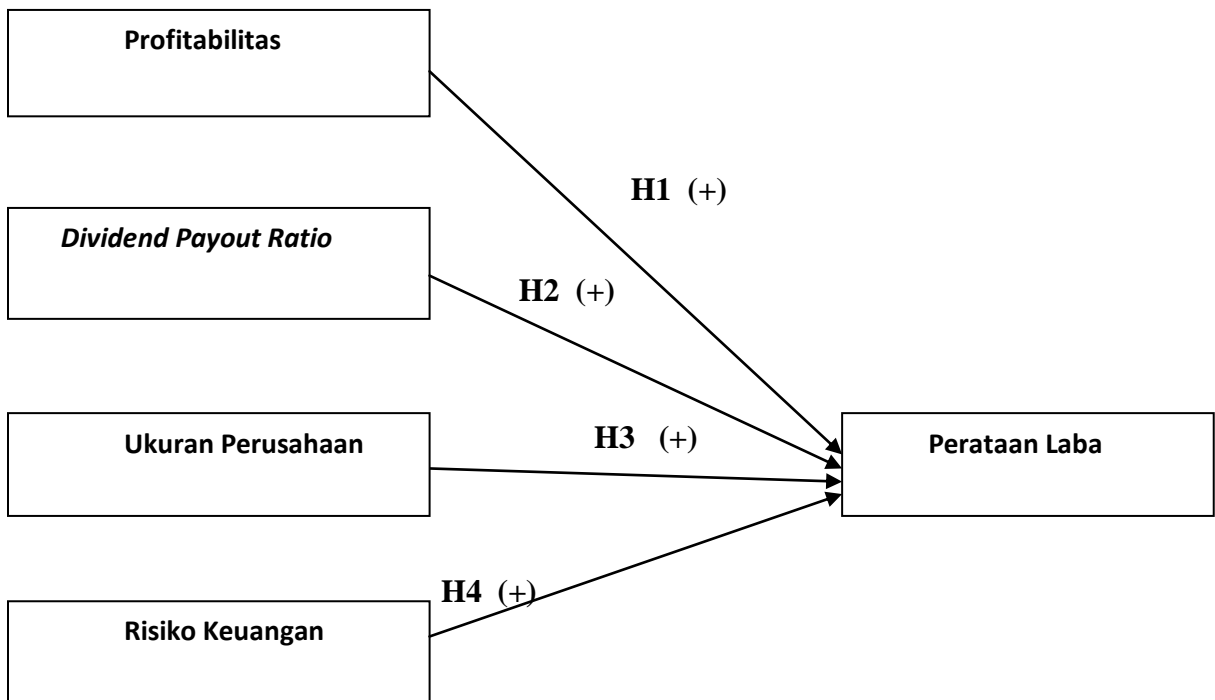 Profitabilitas
H1 (+)
Dividend Payout Ratio
H2 (+)
Ukuran Perusahaan
H3 (+)
Perataan Laba
H4 (+)
Risiko Keuangan